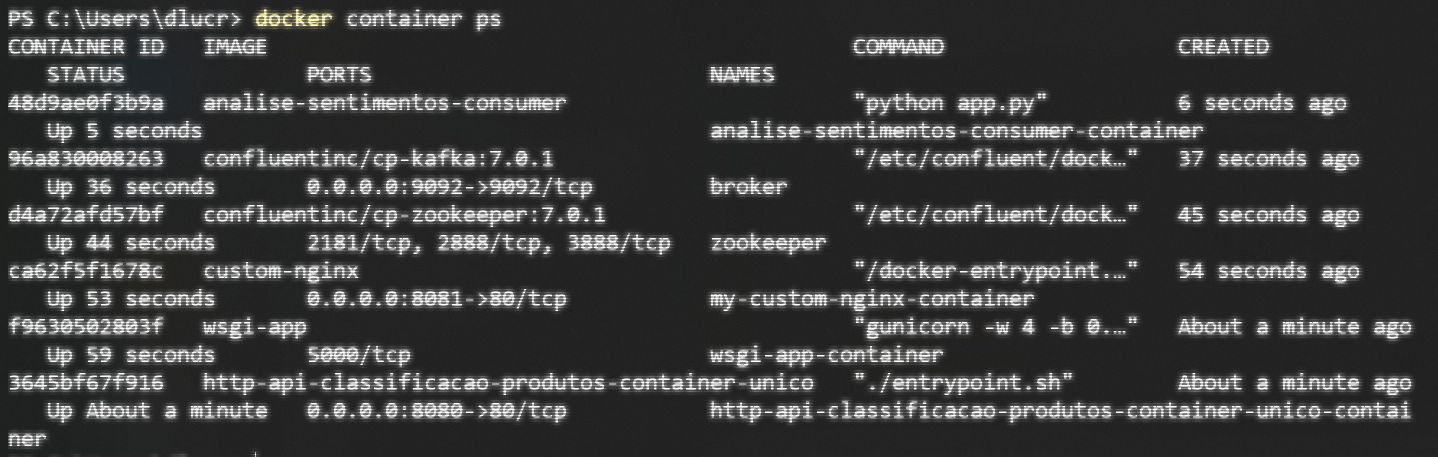 PS C:\Users\dlucr> docker container ps
CONTAINER ID   IMAGE                                             COMMAND                  CREATED
   STATUS              PORTS                          NAMES
48d9ae0f3b9a   analise-sentimentos-consumer                      "python app.py"          6 seconds ago
   Up 5 seconds                                       analise-sentimentos-consumer-container
96a830008263   confluentinc/cp-kafka:7.0.1                       "/etc/confluent/dock…"   37 seconds ago
   Up 36 seconds       0.0.0.0:9092->9092/tcp         broker
d4a72afd57bf   confluentinc/cp-zookeeper:7.0.1                   "/etc/confluent/dock…"   45 seconds ago
   Up 44 seconds       2181/tcp, 2888/tcp, 3888/tcp   zookeeper
ca62f5f1678c   custom-nginx                                      "/docker-entrypoint.…"   54 seconds ago
   Up 53 seconds       0.0.0.0:8081->80/tcp           my-custom-nginx-container
f9630502803f   wsgi-app                                          "gunicorn -w 4 -b 0.…"   About a minute ago
   Up 59 seconds       5000/tcp                       wsgi-app-container
3645bf67f916   http-api-classificacao-produtos-container-unico   "./entrypoint.sh"        About a minute ago
   Up About a minute   0.0.0.0:8080->80/tcp           http-api-classificacao-produtos-container-unico-contai
ner